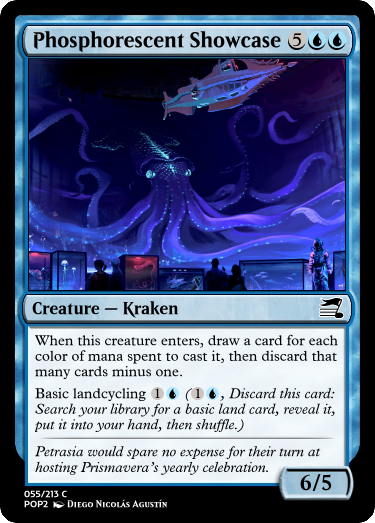 Phosphorescent Showcase 5
Creature — Kraken
When this creature enters, draw a card for each
color of mana spent to cast it, then discard that
many cards minus one.
Basic landcycling 1 (1, Discard this card:
Search your library for a basic land card, reveal it,
put it into your hand, then shuffle.)
Petrasia would spare no expense for their turn at
hosting Prismavera's yearly celebration.
6/5
055/213 C
POP2 Diego Nicolás Agustín